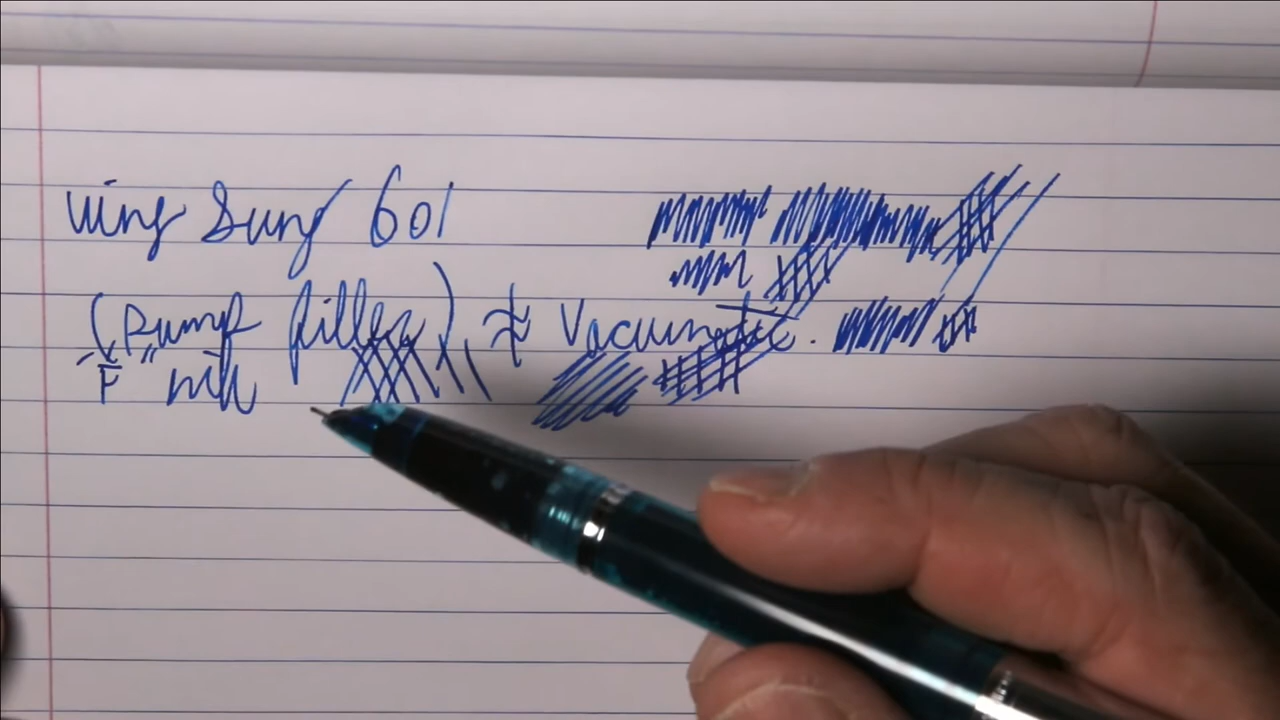 Wing Sung 601
(Pump filler) ≈ Vacumatic.
"F" nib